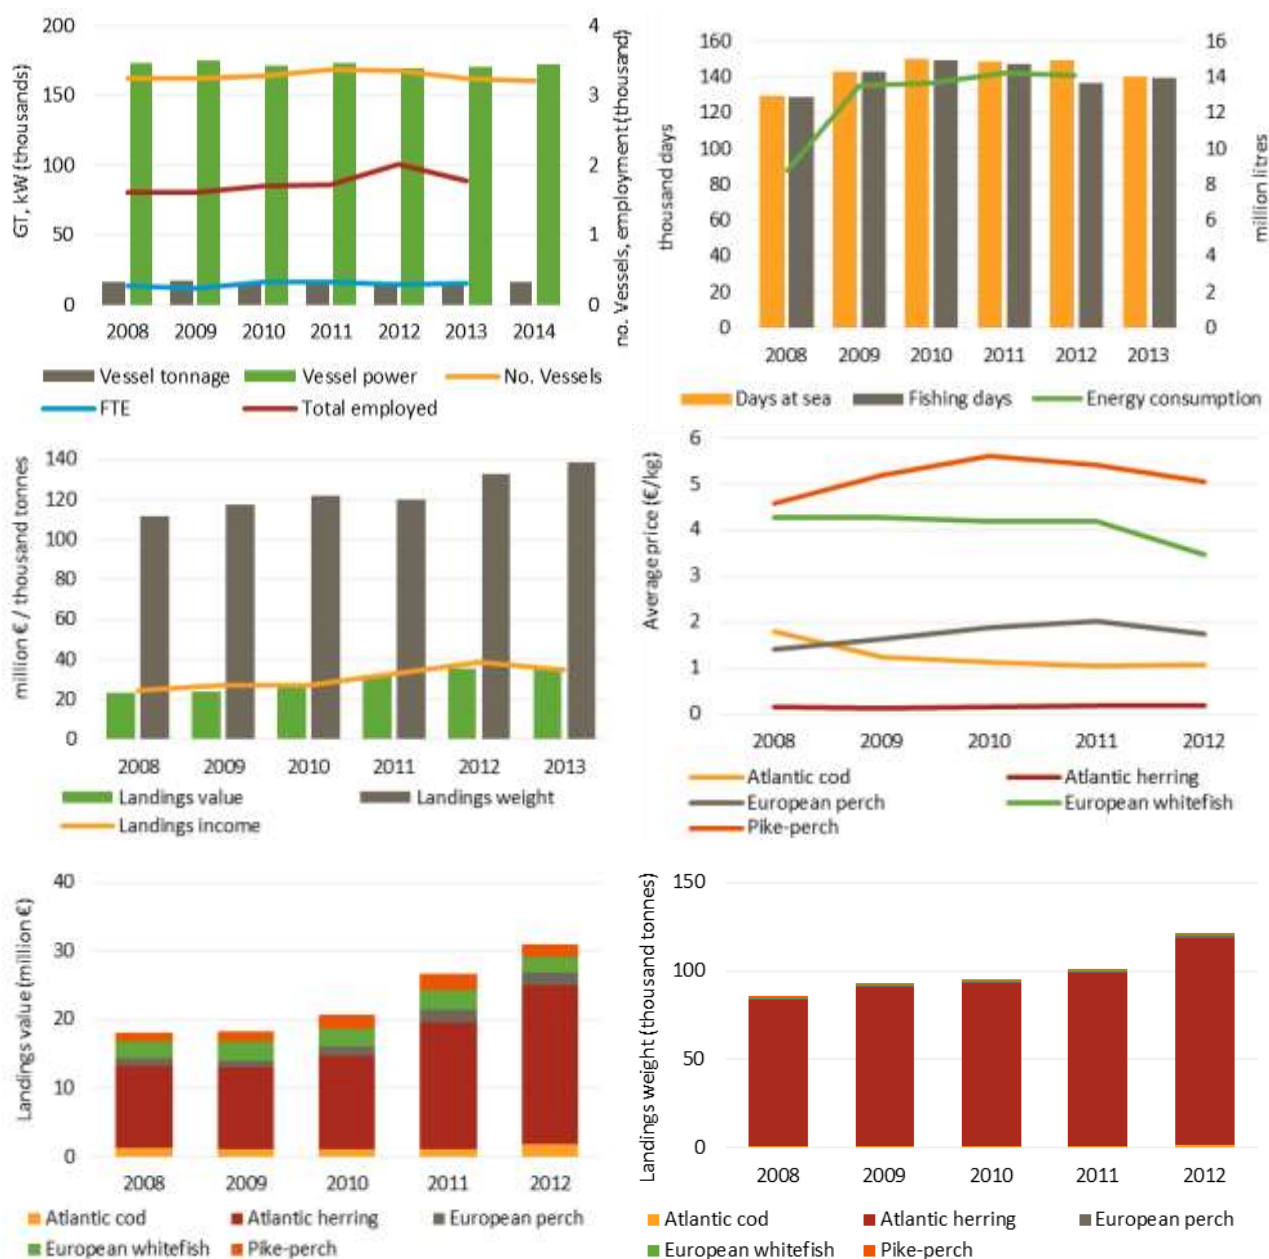 200
150
100
50
0
GT, kW (thousands)
4
3
2
1
0
no. Vessels, employment (thousand)
2008 2009 2010 2011 2012 2013 2014
Vessel tonnage Vessel power No. Vessels
FTE Total employed
160
140
120
100
80
60
40
20
0
thousand days
16
14
12
10
8
6
4
2
0
million litres
2008 2009 2010 2011 2012 2013
Days at sea Fishing days Energy consumption
140
120
100
80
60
40
20
0
million € / thousand tonnes
2008 2009 2010 2011 2012 2013
Landings value Landings weight
Landings income
6
5
4
3
2
1
0
Average price (€/kg)
2008 2009 2010 2011 2012
Atlantic cod Atlantic herring
European perch European whitefish
Pike-perch
40
30
20
10
0
Landings value (million €)
2008 2009 2010 2011 2012
Atlantic cod Atlantic herring European perch
European whitefish Pike-perch
150
100
50
0
Landings weight (thousand tonnes)
2008 2009 2010 2011 2012
Atlantic cod Atlantic herring European perch
European whitefish Pike-perch